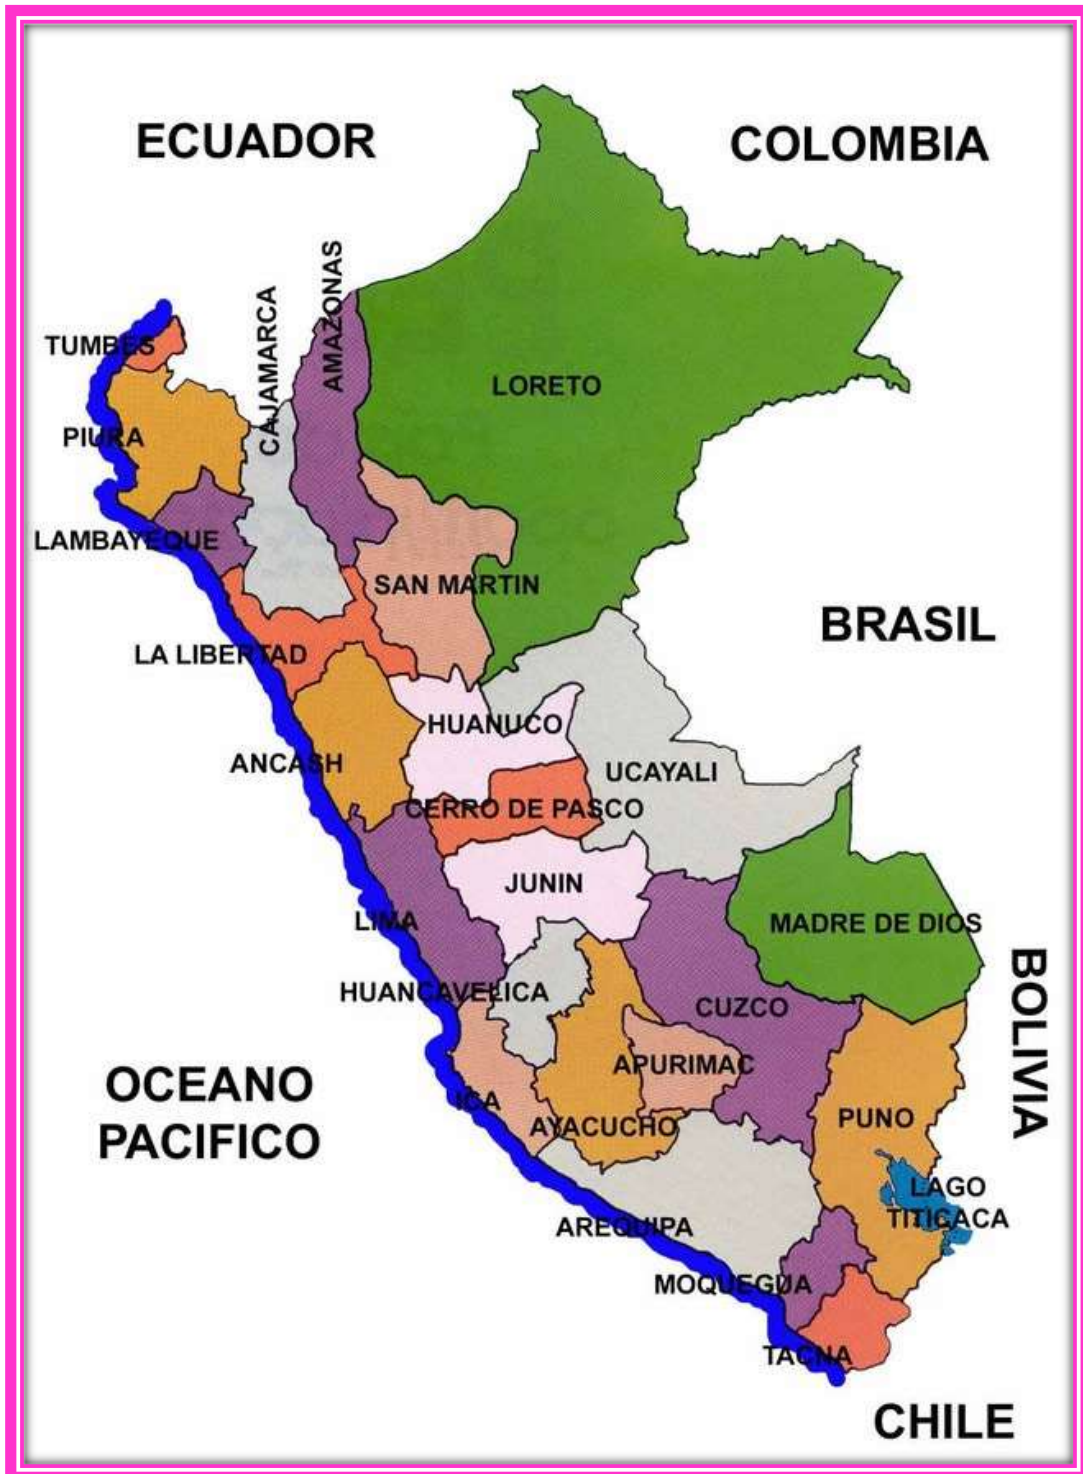 ECUADOR
COLOMBIA
AMAZONAS
CAJAMARCA
TUMBES
LORETO
PIURA
LAMBAYEQUE
SAN MARTIN
BRASIL
LA LIBERTAD
HUANUCO
ANCASH
UCAYALI
CERRO DE PASCO
JUNIN
LIMA
MADRE DE DIOS
HUANCAVELICA
CUZCO
BOLIVIA
APURIMAC
OCEANO
PACIFICO
ICA
AYACUCHO
PUNO
LAGO
TITICACA
AREQUIPA
MOQUEGUA
TACNA
CHILE